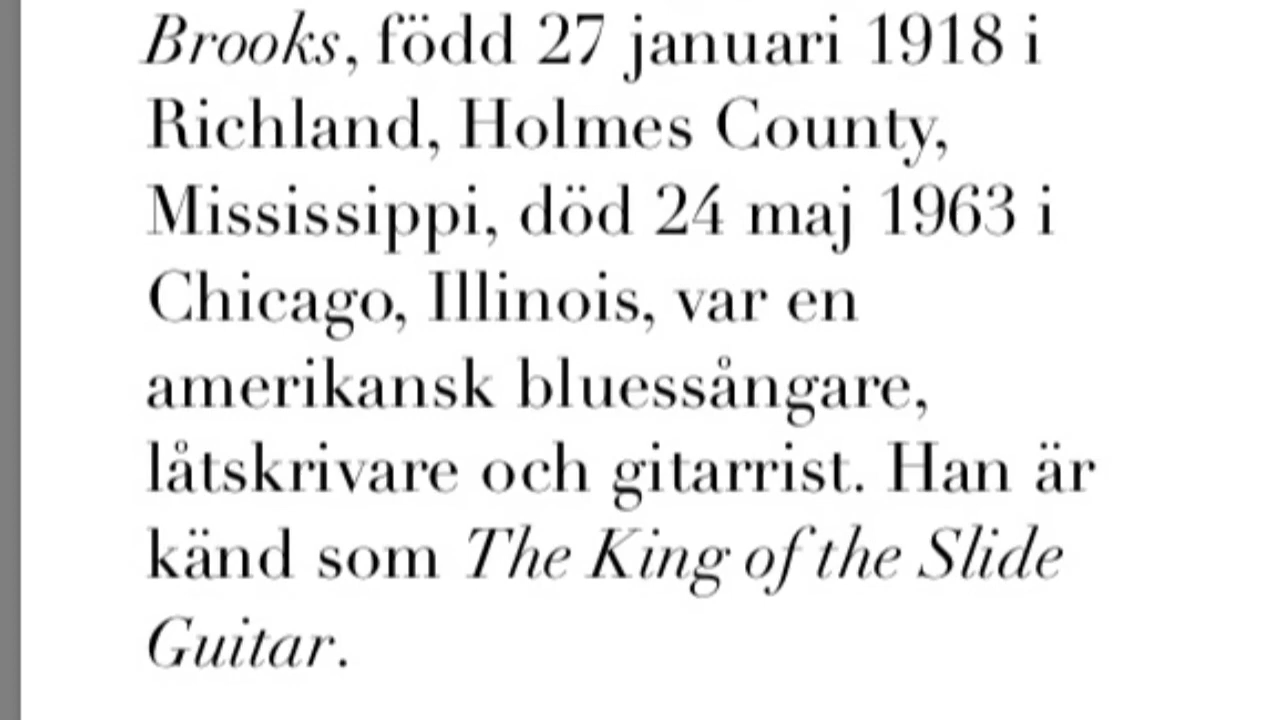 Brooks, född 27 januari 1918 i
Richland, Holmes County,
Mississippi, död 24 maj 1963 i
Chicago, Illinois, var en
amerikansk bluessångare,
låtskrivare och gitarrist. Han är
känd som The King of the Slide
Guitar.